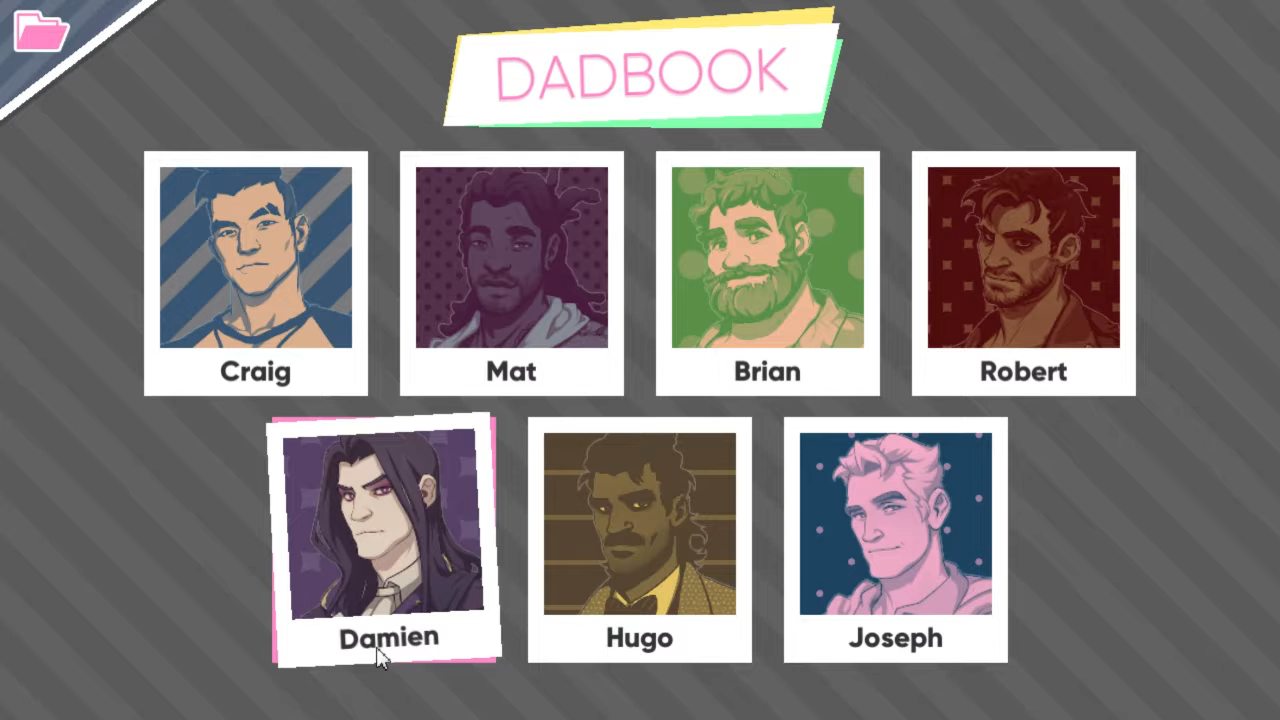 DADBOOK
Craig
Mat
Brian
Robert
Damien
Hugo
Joseph